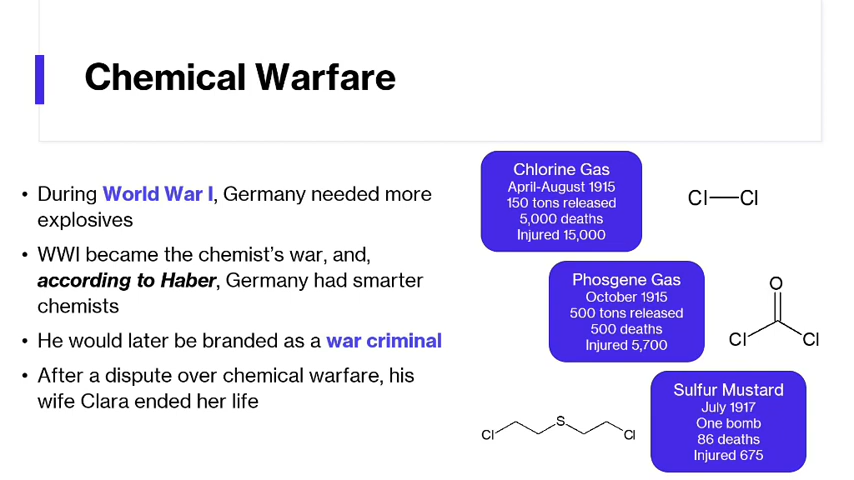 Chemical Warfare
• During World War I, Germany needed more
explosives
• WWI became the chemist's war, and,
according to Haber, Germany had smarter
chemists
• He would later be branded as a war criminal
• After a dispute over chemical warfare, his
wife Clara ended her life
Chlorine Gas
April-August 1915
150 tons released
5,000 deaths
Injured 15,000
Cl—Cl
Phosgene Gas
October 1915
500 tons released
500 deaths
Injured 5,700
O
Cl Cl
Sulfur Mustard
July 1917
One bomb
86 deaths
Injured 675
S
Cl Cl